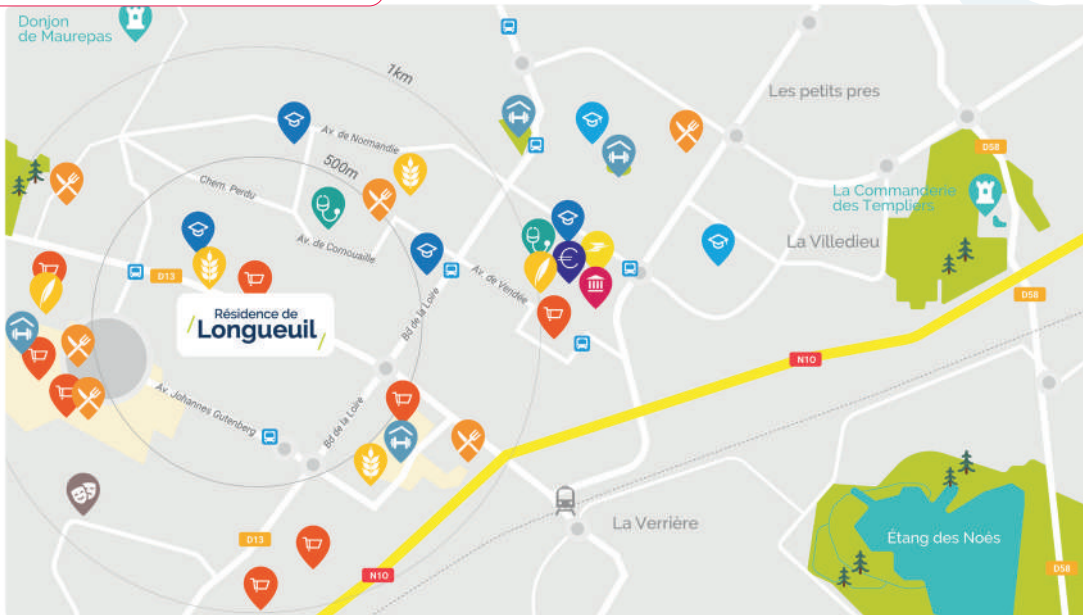 Donjon
de Maurepas
1km
Les petits pres
Av. de Normandie
500m
D58
Chem. Perdu
La Commanderie
des Templiers
Av. de Cornouaille
La Villedieu
D13
Av. de Vendée
D58
Résidence de
Longueuil
Bd de la Loire
N10
Av. Johannes Gutenberg
Bd de la Loire
La Verrière
Étang des Noès
D13
N10
D58